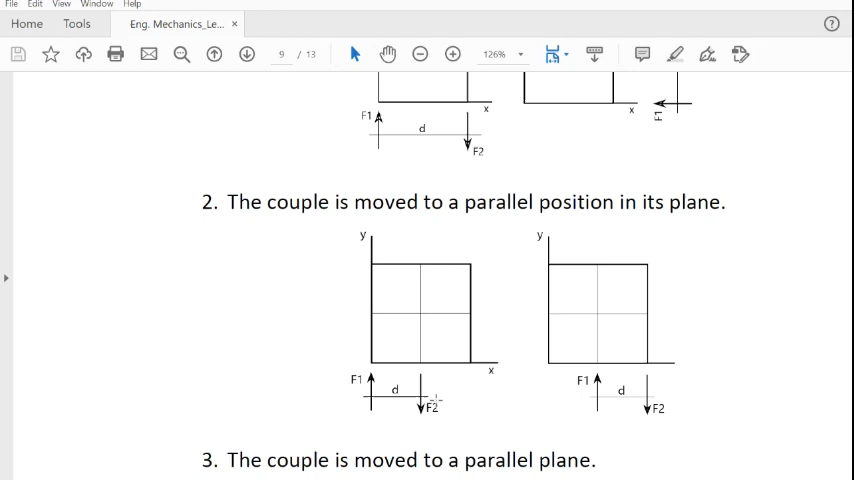 File Edit View Window Help
Home Tools Eng. Mechanics_Le... ×
9 / 13 126%
x x
F1 d F1
F2
2. The couple is moved to a parallel position in its plane.
y y
x
F1 d F1 d
F2 F2
3. The couple is moved to a parallel plane.